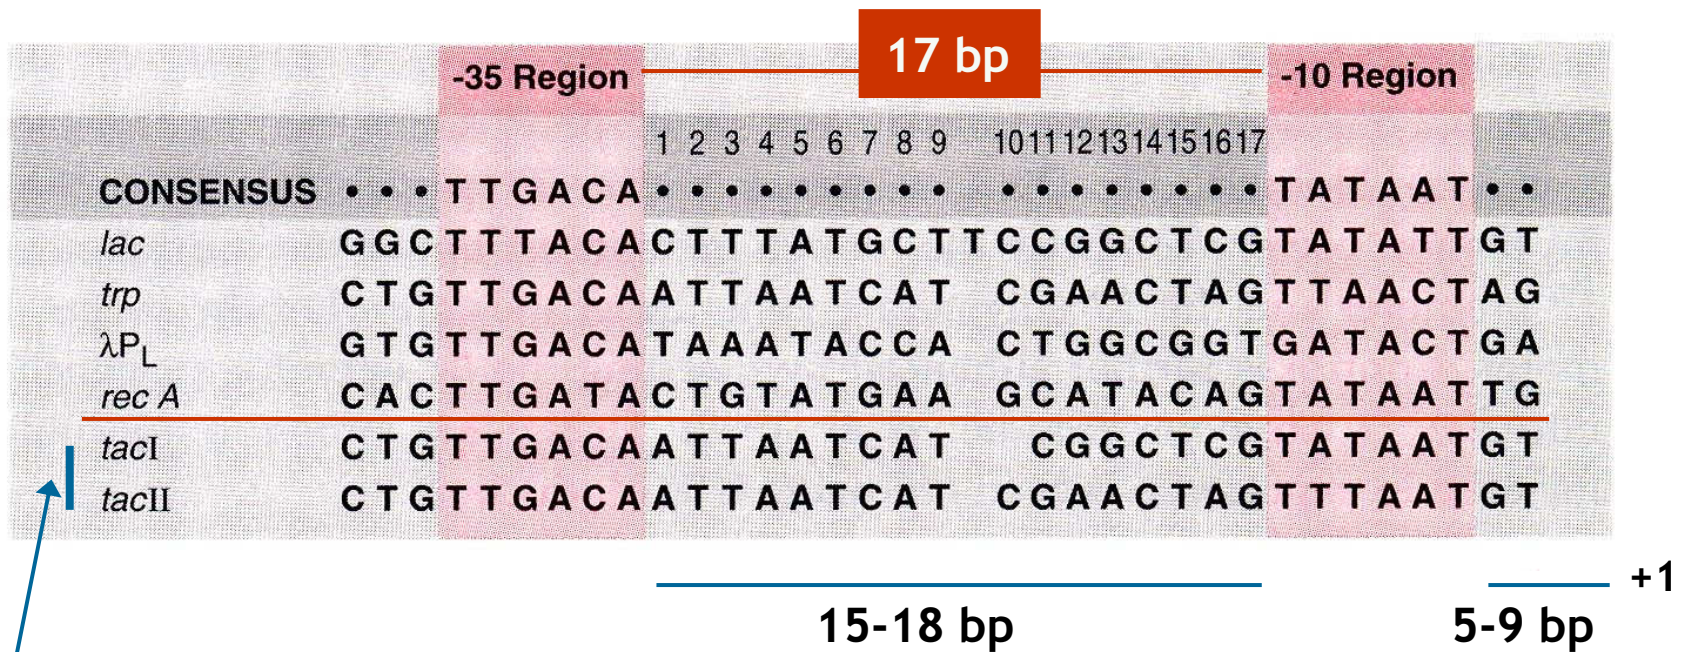 17 bp
-35 Region -10 Region
1 2 3 4 5 6 7 8 9 10 11 12 13 14 15 16 17
CONSENSUS • • • T T G A C A • • • • • • • • • • • • • • • • • T A T A A T • •
lac G G C T T T A C A C T T T A T G C T T C C G G C T C G T A T A T T G T
trp C T G T T G A C A A T T A A T C A T C G A A C T A G T T A A C T A G
λPL G T G T T G A C A T A A A T A C C A C T G G C G G T G A T A C T G A
rec A C A C T T G A T A C T G T A T G A A G C A T A C A G T A T A A T T G
tacI C T G T T G A C A A T T A A T C A T C G G C T C G T A T A A T G T
tacII C T G T T G A C A A T T A A T C A T C G A A C T A G T T T A A T G T
+1
15-18 bp 5-9 bp